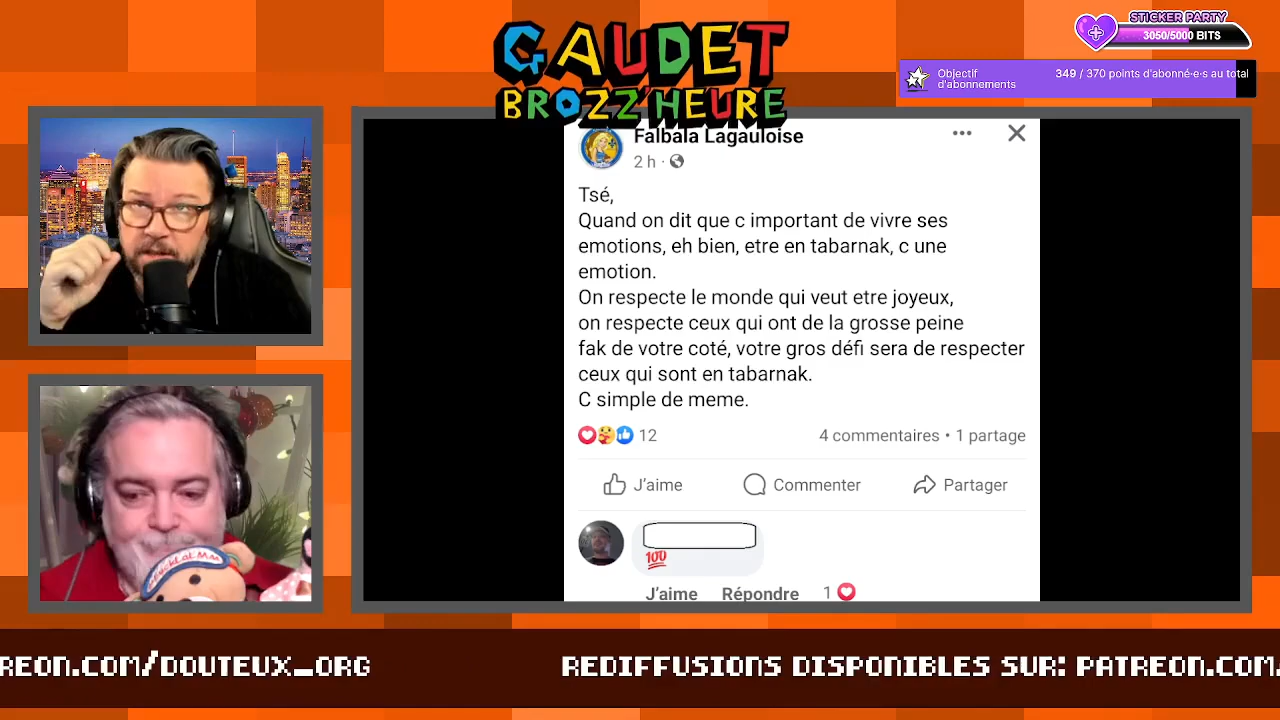 GAUDET
BROZZ'HEURE
STICKER PARTY
3050/5000 BITS
Objectif
d'abonnements
349 / 370 points d'abonné·e·s au total
Falbala Lagauloise
2 h ·
Tsé,
Quand on dit que c important de vivre ses
emotions, eh bien, etre en tabarnak, c une
emotion.
On respecte le monde qui veut etre joyeux,
on respecte ceux qui ont de la grosse peine
fak de votre coté, votre gros défi sera de respecter
ceux qui sont en tabarnak.
C simple de meme.
12
4 commentaires • 1 partage
J'aime
Commenter
Partager
100
J'aime
Répondre
1
REON.COM/DOUTEUX_ORG
REDIFFUSIONS DISPONIBLES SUR: PATREON.COM/